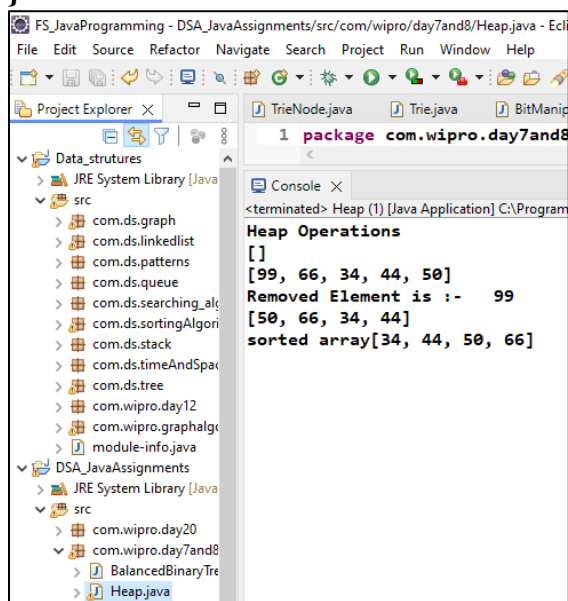 }
FS_JavaProgramming - DSA_JavaAssignments/src/com/wipro/day7and8/Heap.java - Ecli
File Edit Source Refactor Navigate Search Project Run Window Help
Project Explorer
TrieNode.java Trie.java BitManip
1 package com.wipro.day7and8
Data_strutures
JRE System Library [Java
src
com.ds.graph
com.ds.linkedlist
com.ds.patterns
com.ds.queue
com.ds.searching_alg
com.ds.sortingAlgori
com.ds.stack
com.ds.timeAndSpac
com.ds.tree
com.wipro.day12
com.wipro.graphalgo
module-info.java
DSA_JavaAssignments
JRE System Library [Java
src
com.wipro.day20
com.wipro.day7and8
BalancedBinaryTre
Heap.java
Console
<terminated> Heap (1) [Java Application] C:\Program
Heap Operations
[]
[99, 66, 34, 44, 50]
Removed Element is :- 99
[50, 66, 34, 44]
sorted array[34, 44, 50, 66]